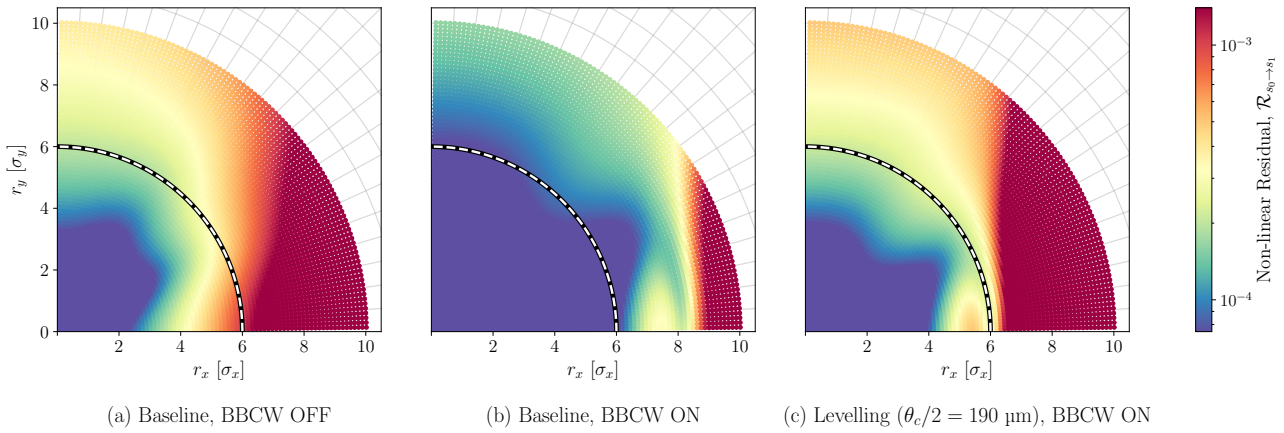 10
8
6
4
2
0
r_y [σ_y]
2 4 6 8 10
r_x [σ_x]
2 4 6 8 10
r_x [σ_x]
2 4 6 8 10
r_x [σ_x]
10⁻³
10⁻⁴
Non-linear Residual, ℛ_{s₀→s₁}
(a) Baseline, BBCW OFF
(b) Baseline, BBCW ON
(c) Levelling (θ_c/2 = 190 µm), BBCW ON